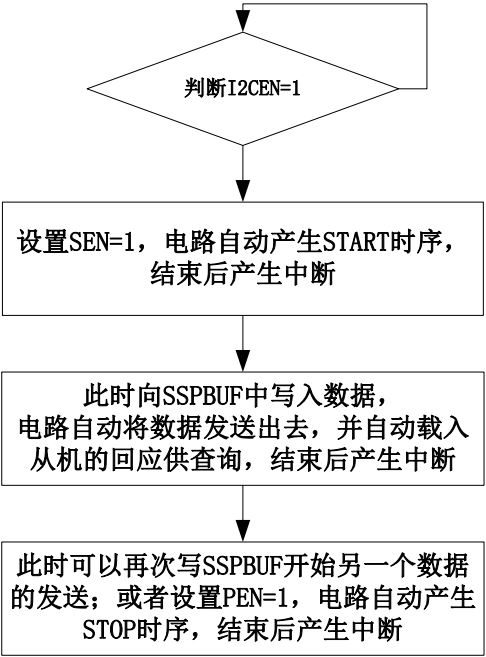 判断I2CEN=1
设置SEN=1，电路自动产生START时序，
结束后产生中断
此时向SSPBUF中写入数据，
电路自动将数据发送出去，并自动载入
从机的回应供查询，结束后产生中断
此时可以再次写SSPBUF开始另一个数据
的发送；或者设置PEN=1，电路自动产生
STOP时序，结束后产生中断